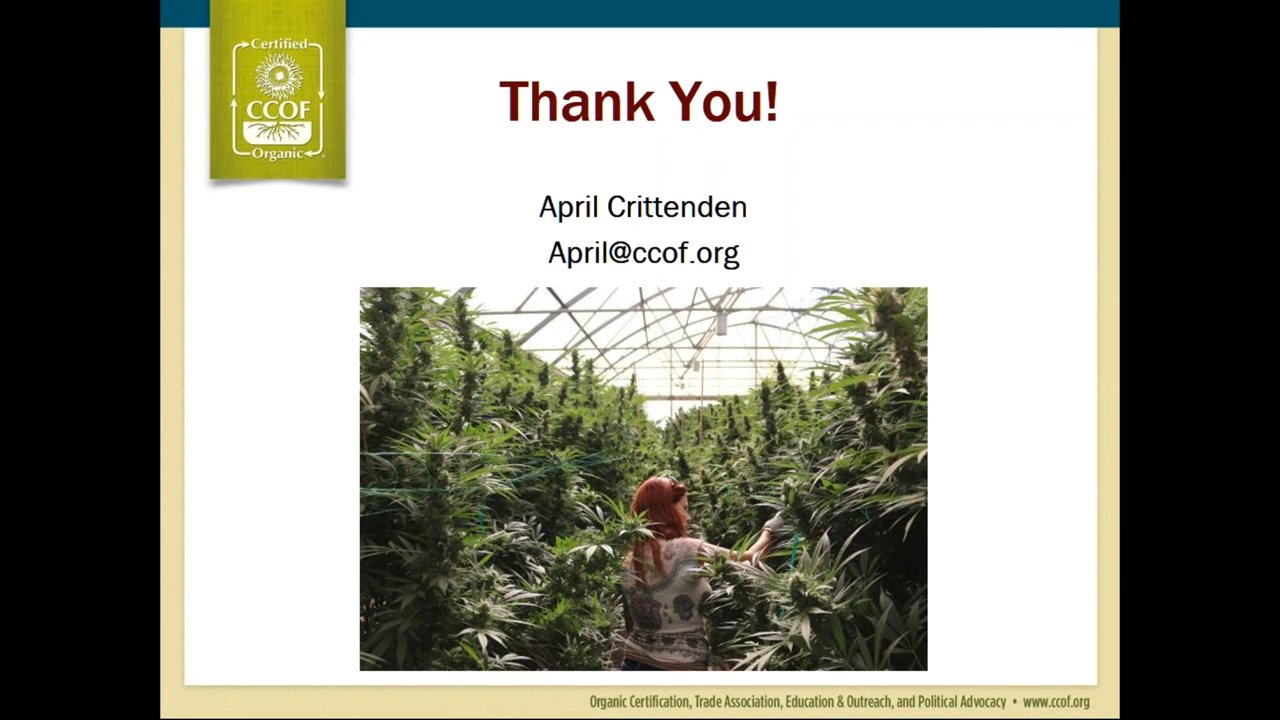 Certified
CCOF
Organic
Thank You!
April Crittenden
April@ccof.org
Organic Certification, Trade Association, Education & Outreach, and Political Advocacy • www.ccof.org